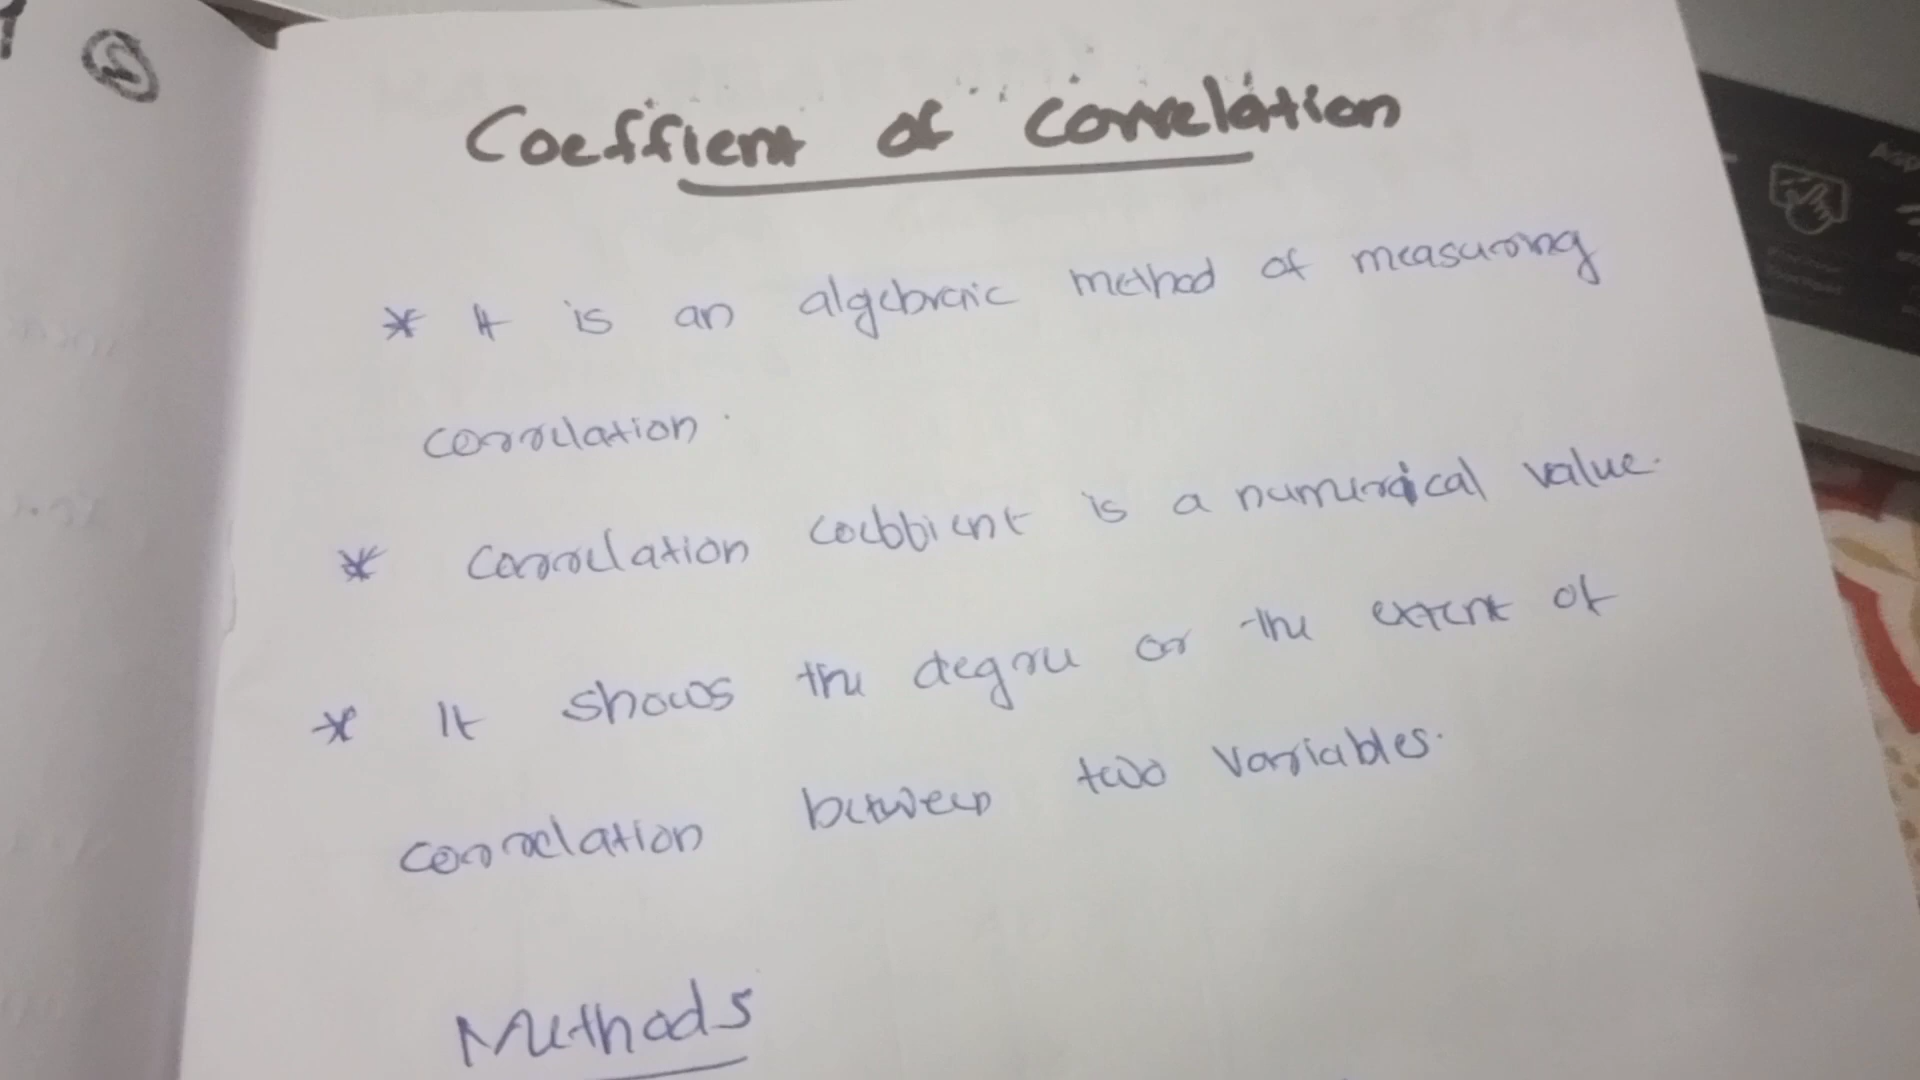 Coeffient of Correlation
* It is an algebraic method of measuring
correlation.
* Correlation coeffient is a numerical value.
* It shows the degree or the extent of
correlation between two variables.
Methods